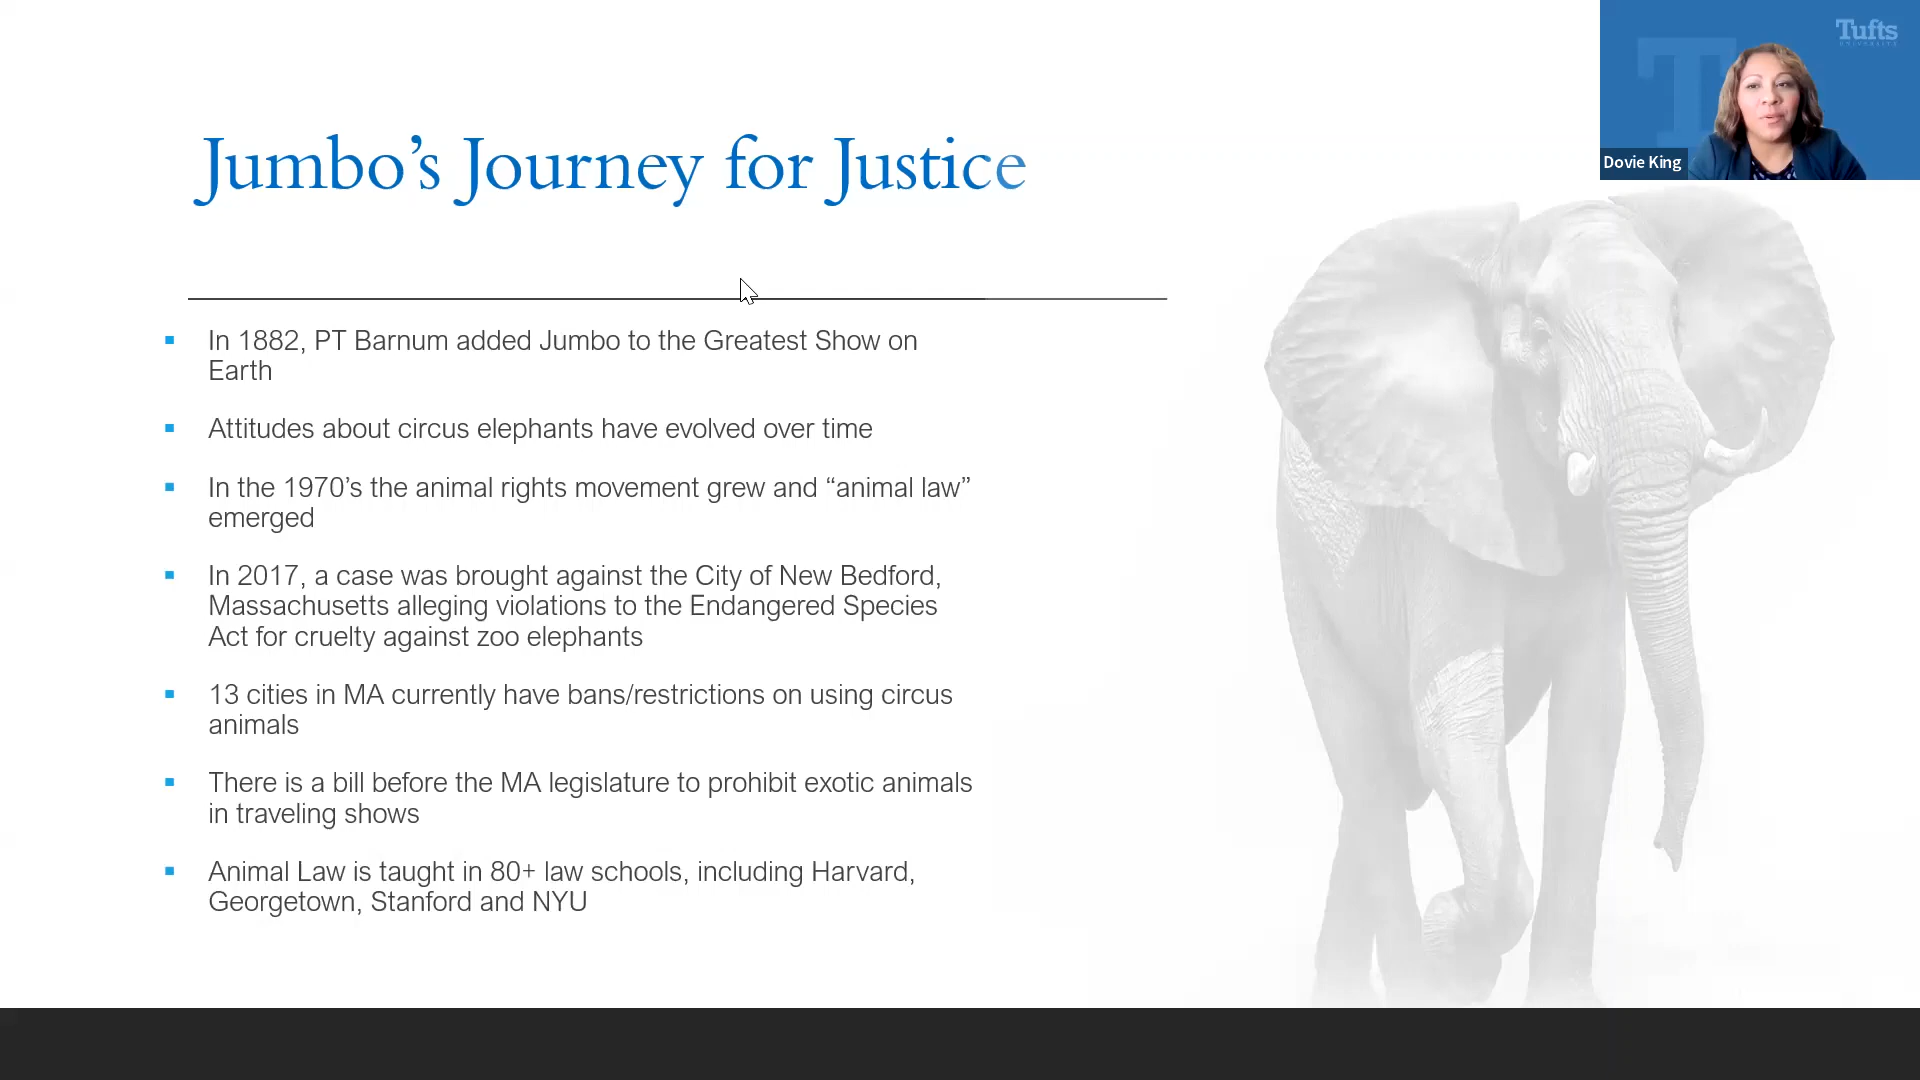 Tufts
UNIVERSITY
Dovie King
Jumbo’s Journey for Justice
▪ In 1882, PT Barnum added Jumbo to the Greatest Show on
Earth
▪ Attitudes about circus elephants have evolved over time
▪ In the 1970’s the animal rights movement grew and “animal law”
emerged
▪ In 2017, a case was brought against the City of New Bedford,
Massachusetts alleging violations to the Endangered Species
Act for cruelty against zoo elephants
▪ 13 cities in MA currently have bans/restrictions on using circus
animals
▪ There is a bill before the MA legislature to prohibit exotic animals
in traveling shows
▪ Animal Law is taught in 80+ law schools, including Harvard,
Georgetown, Stanford and NYU